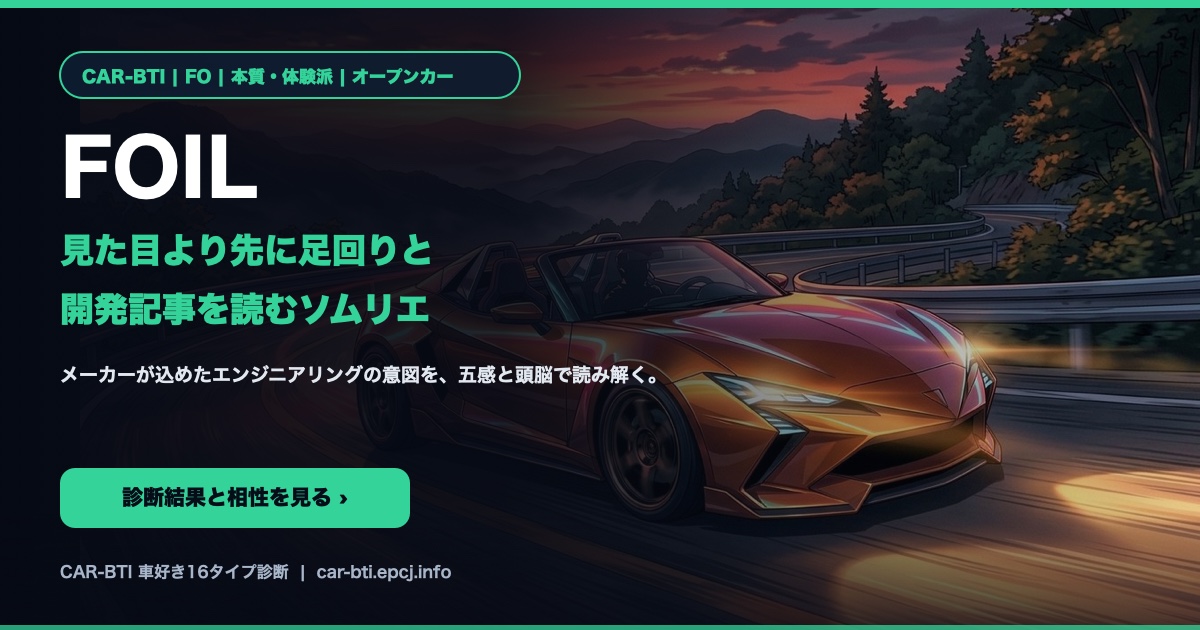 CAR-BTI | FO | 本質・体験派 | オープンカー
FOIL
見た目より先に足回りと
開発記事を読むソムリエ
メーカーが込めたエンジニアリングの意図を、五感と頭脳で読み解く。
診断結果と相性を見る ›
CAR-BTI 車好き16タイプ診断 | car-bti.epcj.info